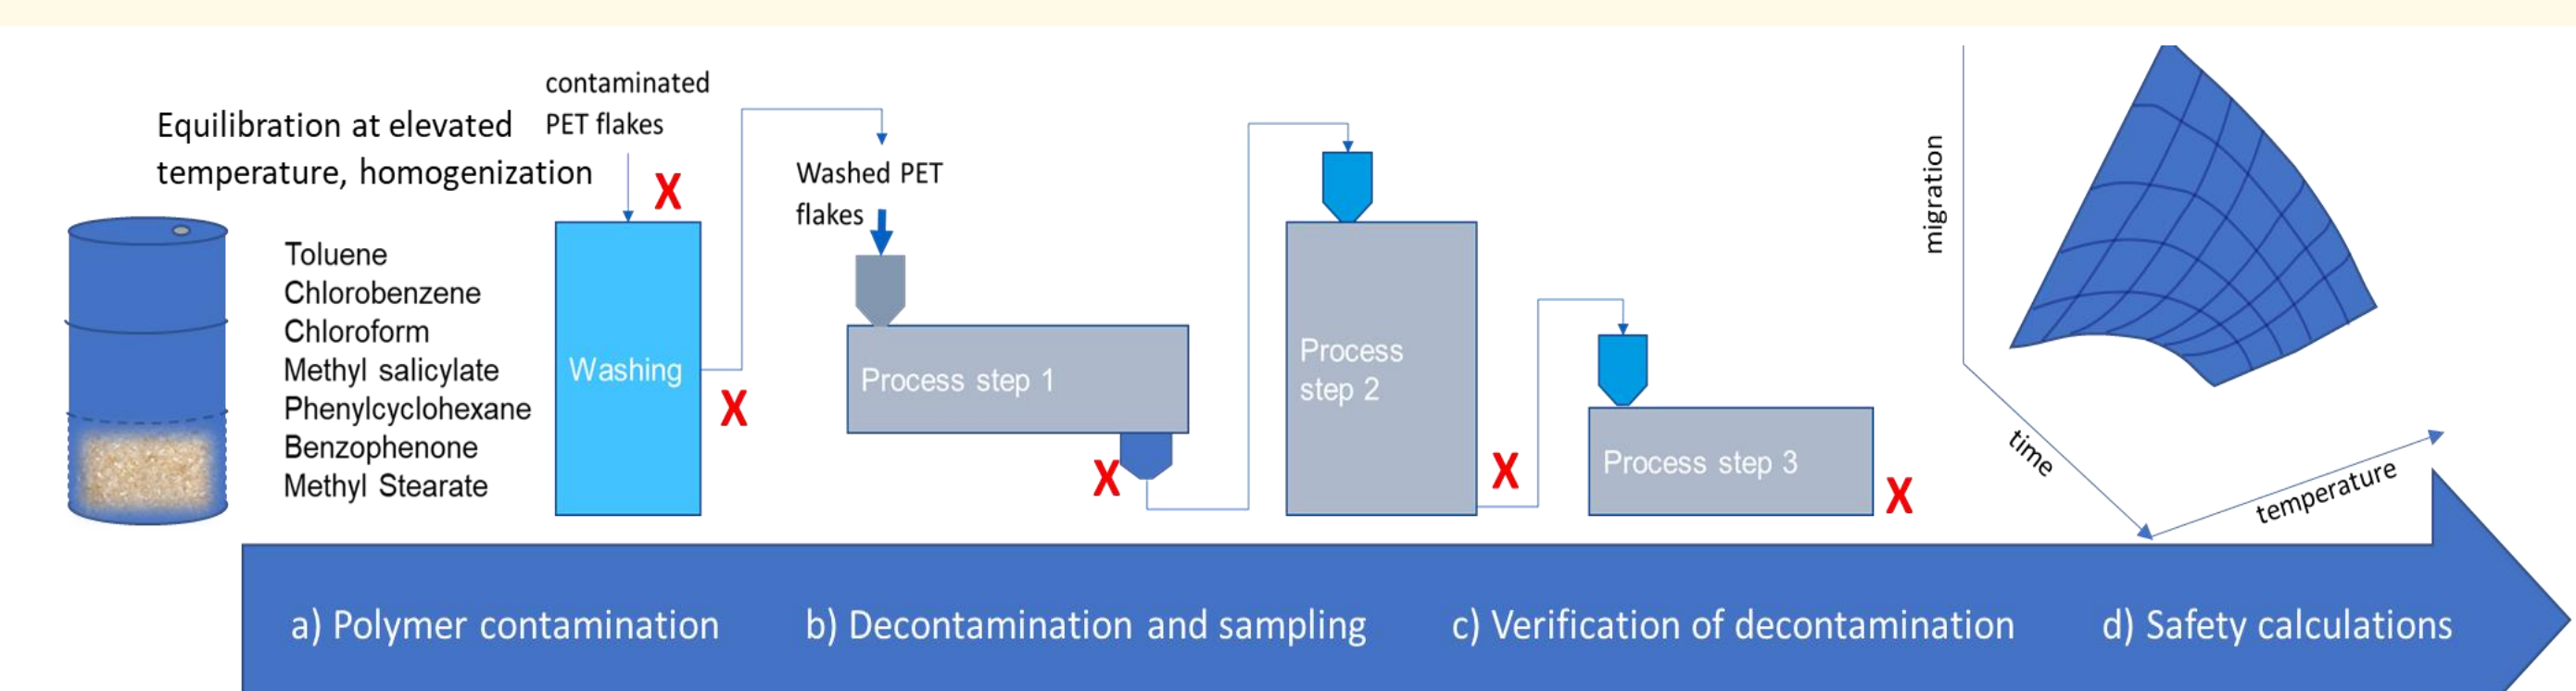 contaminated
PET flakes
Equilibration at elevated
temperature, homogenization
X
Toluene
Chlorobenzene
Chloroform
Methyl salicylate
Phenylcyclohexane
Benzophenone
Methyl Stearate
Washing
X
Washed PET
flakes
Process step 1
X
Process
step 2
X
Process step 3
X
migration
time
temperature
a) Polymer contamination
b) Decontamination and sampling
c) Verification of decontamination
d) Safety calculations